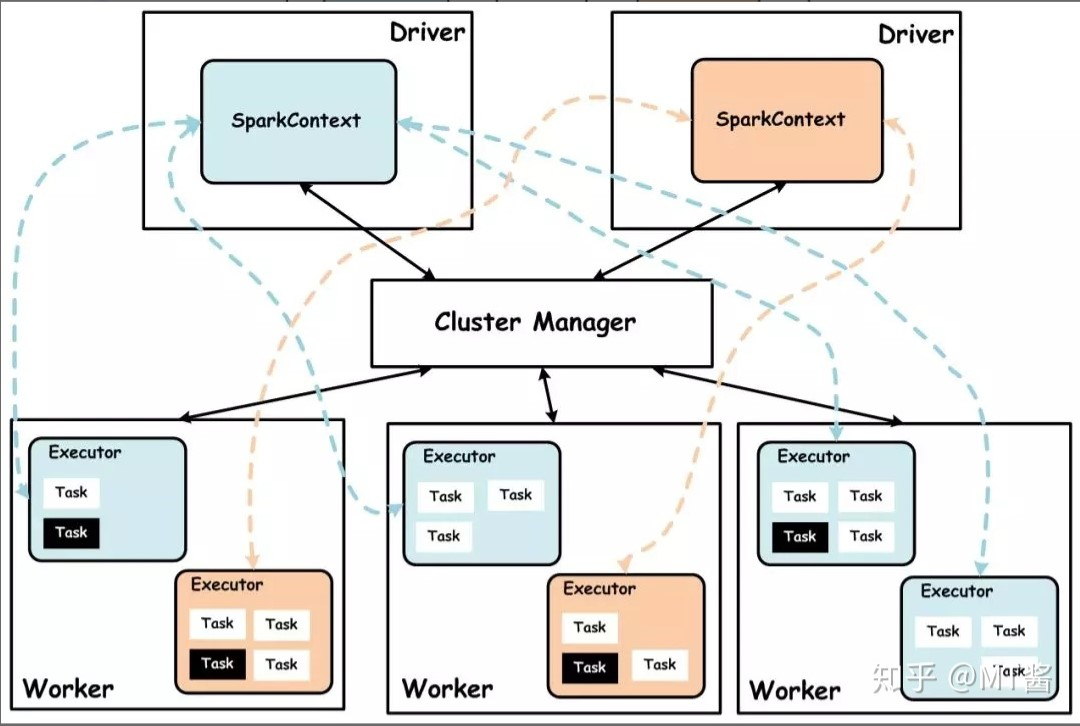 Driver
SparkContext
Driver
SparkContext
Cluster Manager
Executor
Task
Task
Executor
Task
Task
Task
Task
Worker
Executor
Task
Task
Task
Executor
Task
Task
Task
Worker
Executor
Task
Task
Task
Task
Executor
Task
Task
Task
Worker
知乎 @MT酱